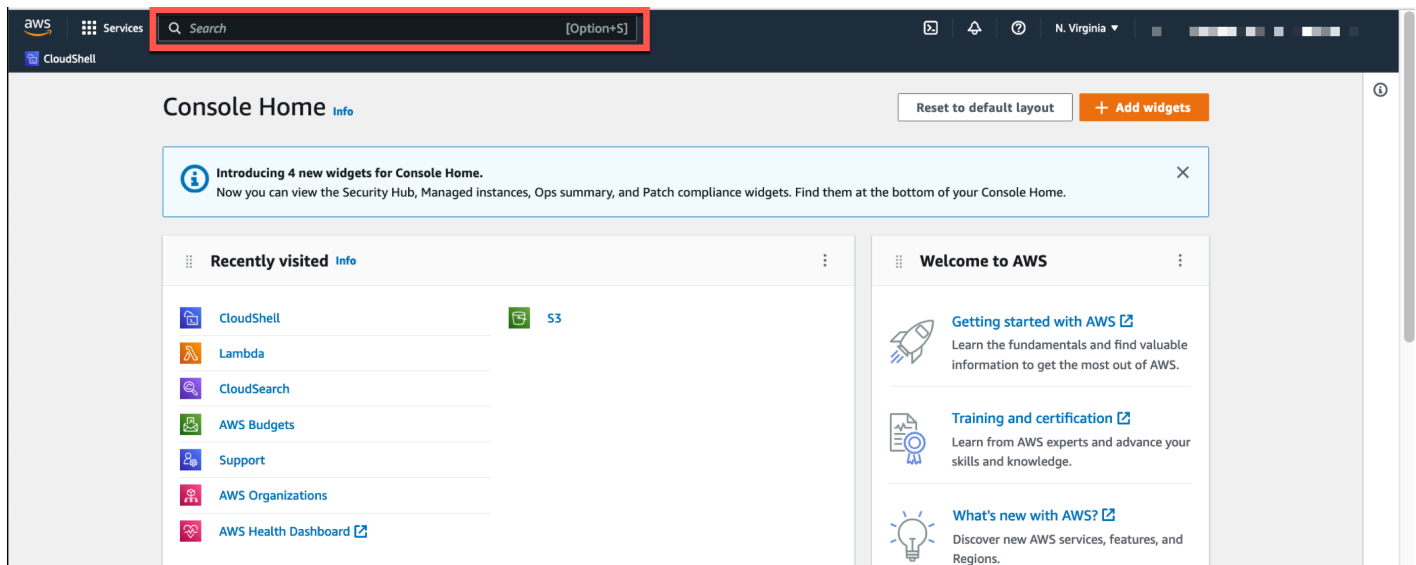 aws
Services
Search
[Option+S]
N. Virginia
CloudShell
Console Home Info
Reset to default layout
Add widgets
Introducing 4 new widgets for Console Home.
Now you can view the Security Hub, Managed instances, Ops summary, and Patch compliance widgets. Find them at the bottom of your Console Home.
Recently visited Info
CloudShell
Lambda
CloudSearch
AWS Budgets
Support
AWS Organizations
AWS Health Dashboard
S3
Welcome to AWS
Getting started with AWS
Learn the fundamentals and find valuable
information to get the most out of AWS.
Training and certification
Learn from AWS experts and advance your
skills and knowledge.
What's new with AWS?
Discover new AWS services, features, and
Regions.